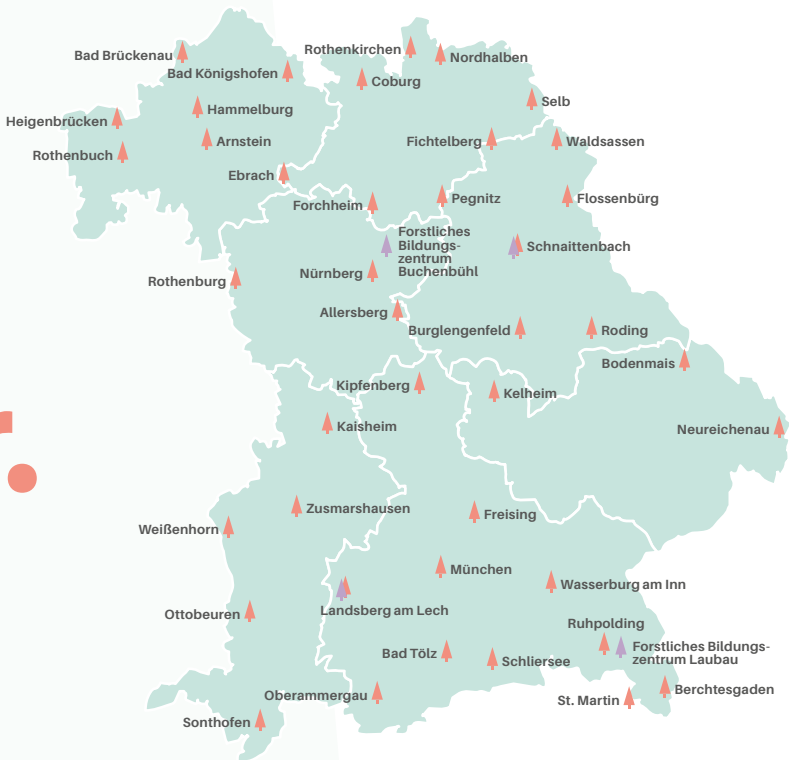 Rothenkirchen
Bad Brückenau
Nordhalben
Bad Königshofen
Coburg
Selb
Hammelburg
Heigenbrücken
Arnstein
Fichtelberg
Waldsassen
Rothenbuch
Ebrach
Forchheim
Pegnitz
Flossenbürg
Forstliches
Bildungs-
zentrum
Buchenbühl
Schnaittenbach
Nürnberg
Rothenburg
Allersberg
Burglengenfeld
Roding
Bodenmais
Kipfenberg
Kelheim
Kaisheim
Neureichenau
Zusmarshausen
Freising
Weißenhorn
München
Wasserburg am Inn
Landsberg am Lech
Ottobeuren
Ruhpolding
Forstliches Bildungs-
zentrum Laubau
Bad Tölz
Schliersee
Oberammergau
Berchtesgaden
St. Martin
Sonthofen